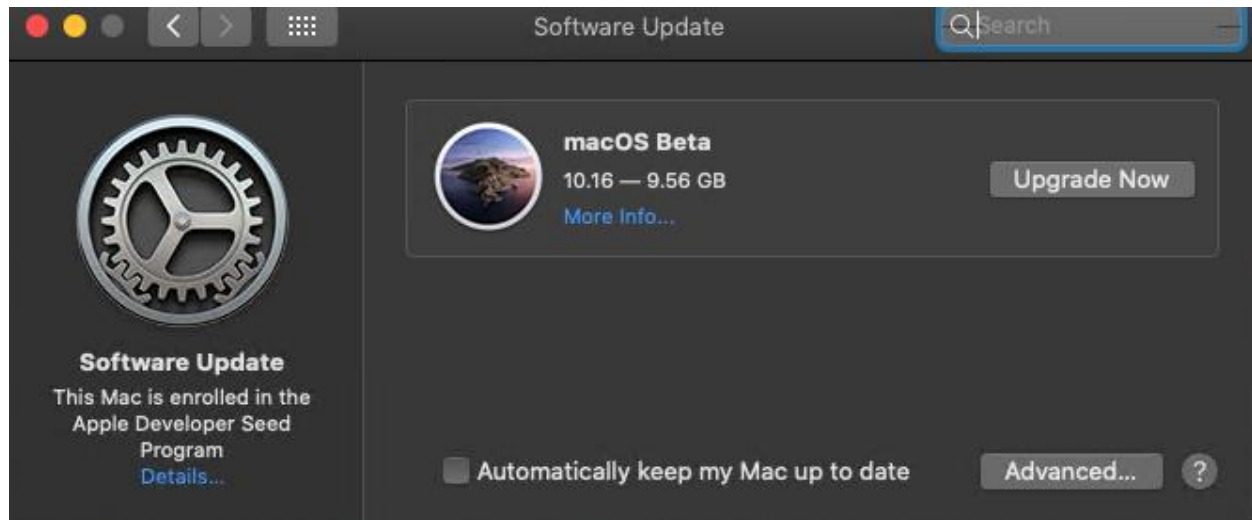 Software Update
Search
macOS Beta
10.16 — 9.56 GB
More Info...
Upgrade Now
Software Update
This Mac is enrolled in the
Apple Developer Seed
Program
Details...
Automatically keep my Mac up to date
Advanced...
?